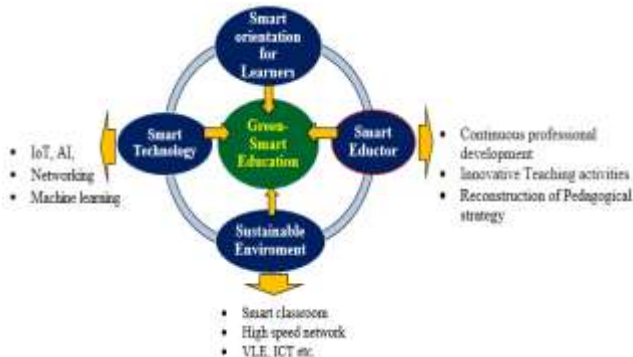 Smart
orientation
for
Learners
Smart
Technology
Green-
Smart
Education
Smart
Eductor
Sustainable
Enviroment
• IoT, AI,
• Networking
• Machine learning
• Continuous professional
development
• Innovative Teaching activities
• Reconstruction of Pedagogical
strategy
• Smart classroom
• High speed network
• VLE, ICT etc.